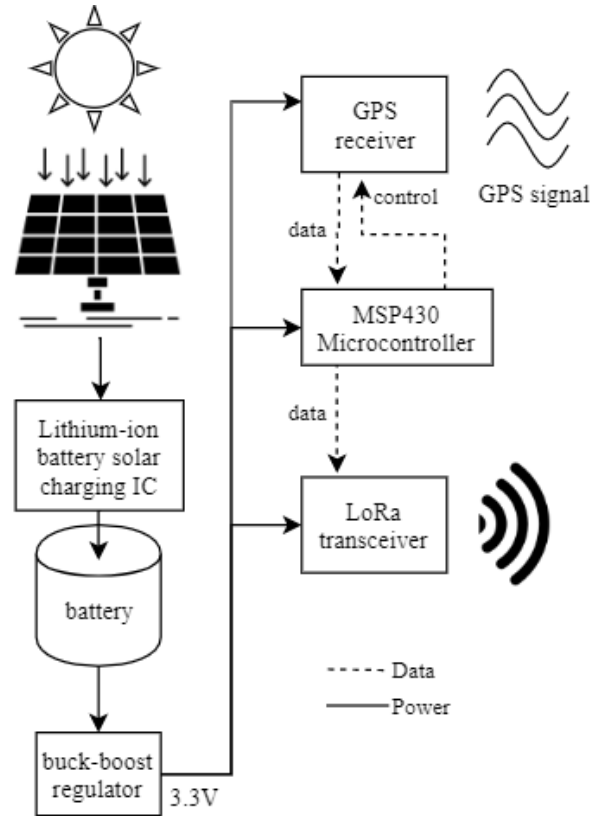 GPS
receiver
GPS signal
control
data
MSP430
Microcontroller
data
Lithium-ion
battery solar
charging IC
LoRa
transceiver
battery
Data
Power
buck-boost
regulator
3.3V